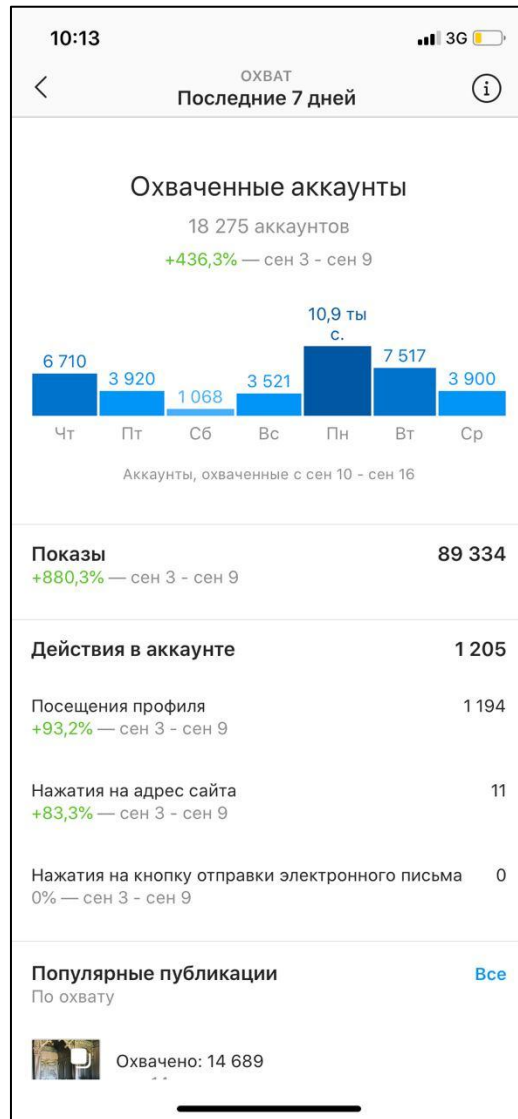 10:13
3G
ОХВАТ
Последние 7 дней
Охваченные аккаунты
18 275 аккаунтов
+436,3% — сен 3 - сен 9
10,9 ты
с.
6 710
3 920
1 068
3 521
7 517
3 900
Чт Пт Сб Вс Пн Вт Ср
Аккаунты, охваченные с сен 10 - сен 16
Показы 89 334
+880,3% — сен 3 - сен 9
Действия в аккаунте 1 205
Посещения профиля 1 194
+93,2% — сен 3 - сен 9
Нажатия на адрес сайта 11
+83,3% — сен 3 - сен 9
Нажатия на кнопку отправки электронного письма 0
0% — сен 3 - сен 9
Популярные публикации Все
По охвату
Охвачено: 14 689